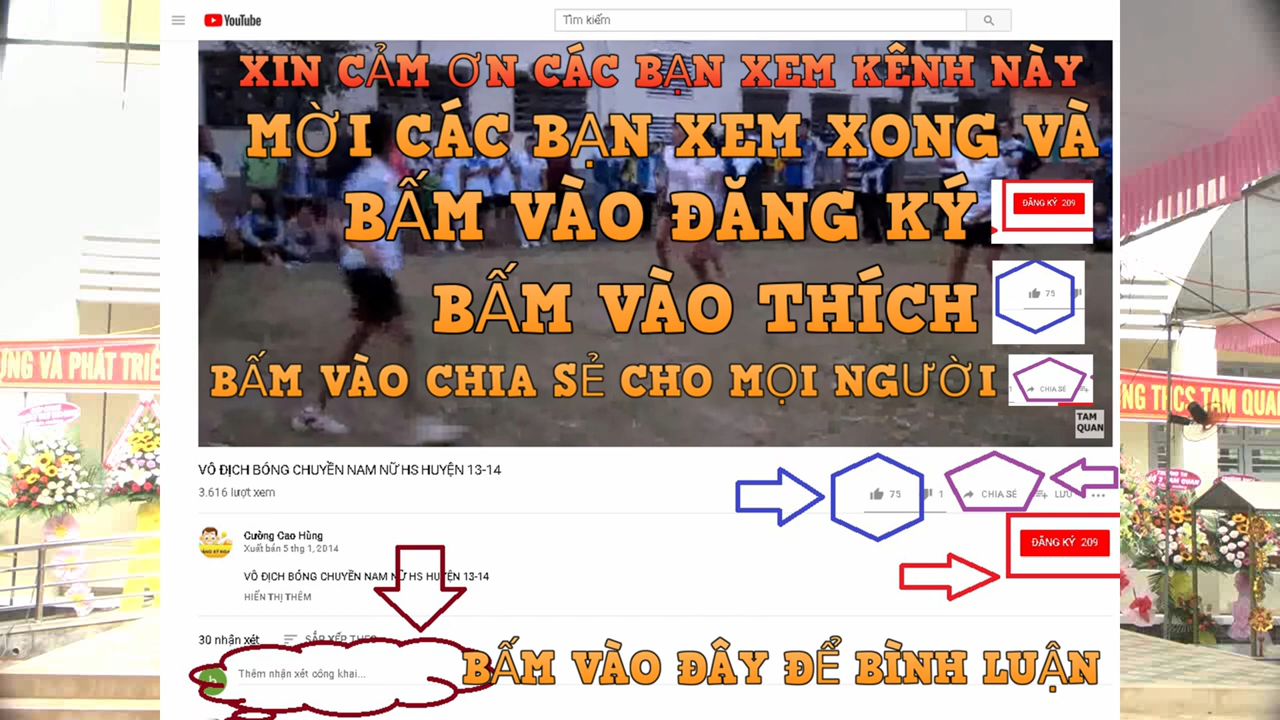 YouTube
Tìm kiếm
XIN CẢM ƠN CÁC BẠN XEM KÊNH NÀY
MỜI CÁC BẠN XEM XONG VÀ
BẤM VÀO ĐĂNG KÝ
ĐĂNG KÝ 209
BẤM VÀO THÍCH
75
BẤM VÀO CHIA SẺ CHO MỌI NGƯỜI
CHIA SẺ
TAM
QUAN
NG VÀ PHÁT TRIỂ
NG THCS TAM QUA
VÔ ĐỊCH BÓNG CHUYỀN NAM NỮ HS HUYỆN 13-14
3.616 lượt xem
75
1
CHIA SẺ
LƯU
Cường Cao Hùng
Xuất bản 5 thg 1, 2014
ĐĂNG KÝ 209
VÔ ĐỊCH BÓNG CHUYỀN NAM NỮ HS HUYỆN 13-14
HIỂN THỊ THÊM
30 nhận xét
SẮP XẾP THEO
Thêm nhận xét công khai...
BẤM VÀO ĐÂY ĐỂ BÌNH LUẬN